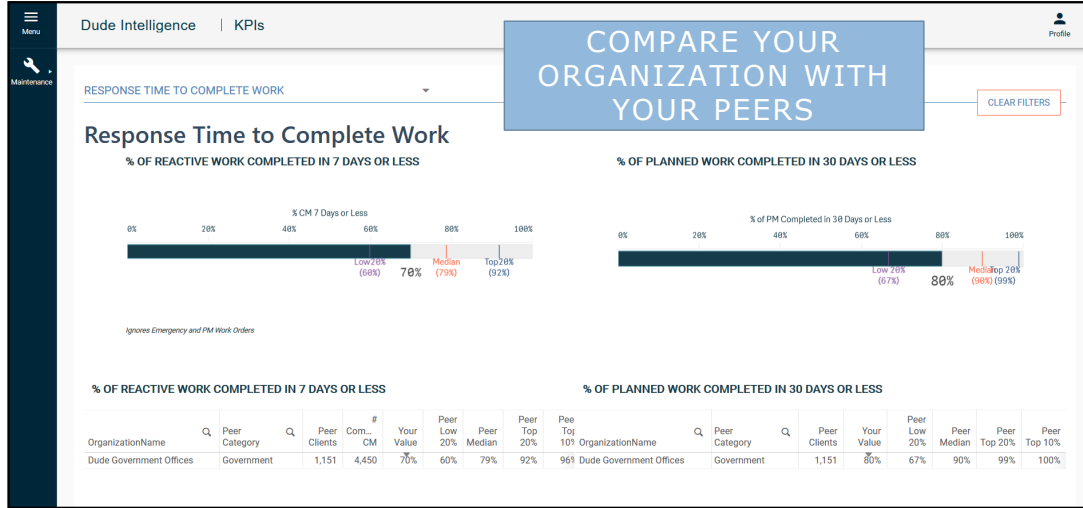 Menu
Dude Intelligence | KPIs
COMPARE YOUR
ORGANIZATION WITH
YOUR PEERS
Profile
Maintenance
RESPONSE TIME TO COMPLETE WORK
CLEAR FILTERS
Response Time to Complete Work
% OF REACTIVE WORK COMPLETED IN 7 DAYS OR LESS
% CM 7 Days or Less
0% 20% 40% 60% 80% 100%
Low20% Median Top20%
(60%) 70% (79%) (92%)
Ignores Emergency and PM Work Orders
% OF PLANNED WORK COMPLETED IN 30 DAYS OR LESS
% of PM Completed in 30 Days or Less
0% 20% 40% 60% 80% 100%
Low 20% Top 20%
(67%) 80% (90%) (99%)
% OF REACTIVE WORK COMPLETED IN 7 DAYS OR LESS
# Peer Peer Pee
Peer Peer Com... Your Low Peer Top Top
OrganizationName Category Clients CM Value 20% Median 20% 10%
Dude Government Offices Government 1,151 4,450 70% 60% 79% 92% 96%
% OF PLANNED WORK COMPLETED IN 30 DAYS OR LESS
Peer
Peer Peer Your Low Peer Peer Peer
OrganizationName Category Clients Value 20% Median Top 20% Top 10%
Dude Government Offices Government 1,151 80% 67% 90% 99% 100%